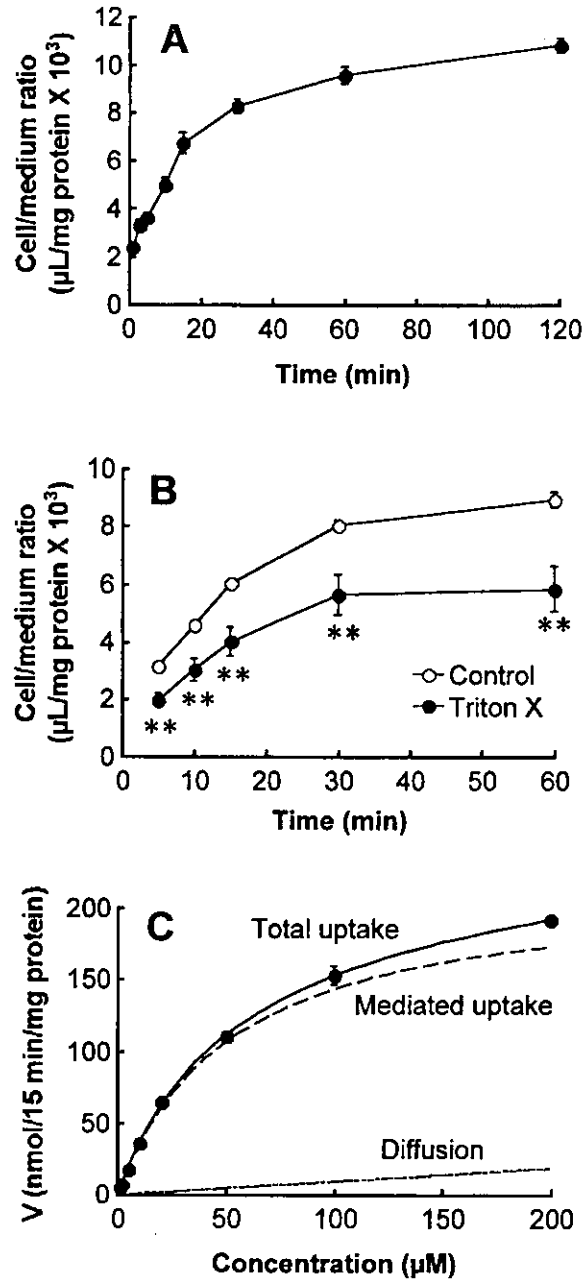 A
Cell/medium ratio
(µL/mg protein X 10³)
12
10
8
6
4
2
0
0 20 40 60 80 100 120
Time (min)
B
Cell/medium ratio
(µL/mg protein X 10³)
10
8
6
4
2
0
** ** ** ** **
Control
Triton X
0 10 20 30 40 50 60
Time (min)
C
V (nmol/15 min/mg protein)
200
150
100
50
0
Total uptake
Mediated uptake
Diffusion
0 50 100 150 200
Concentration (µM)